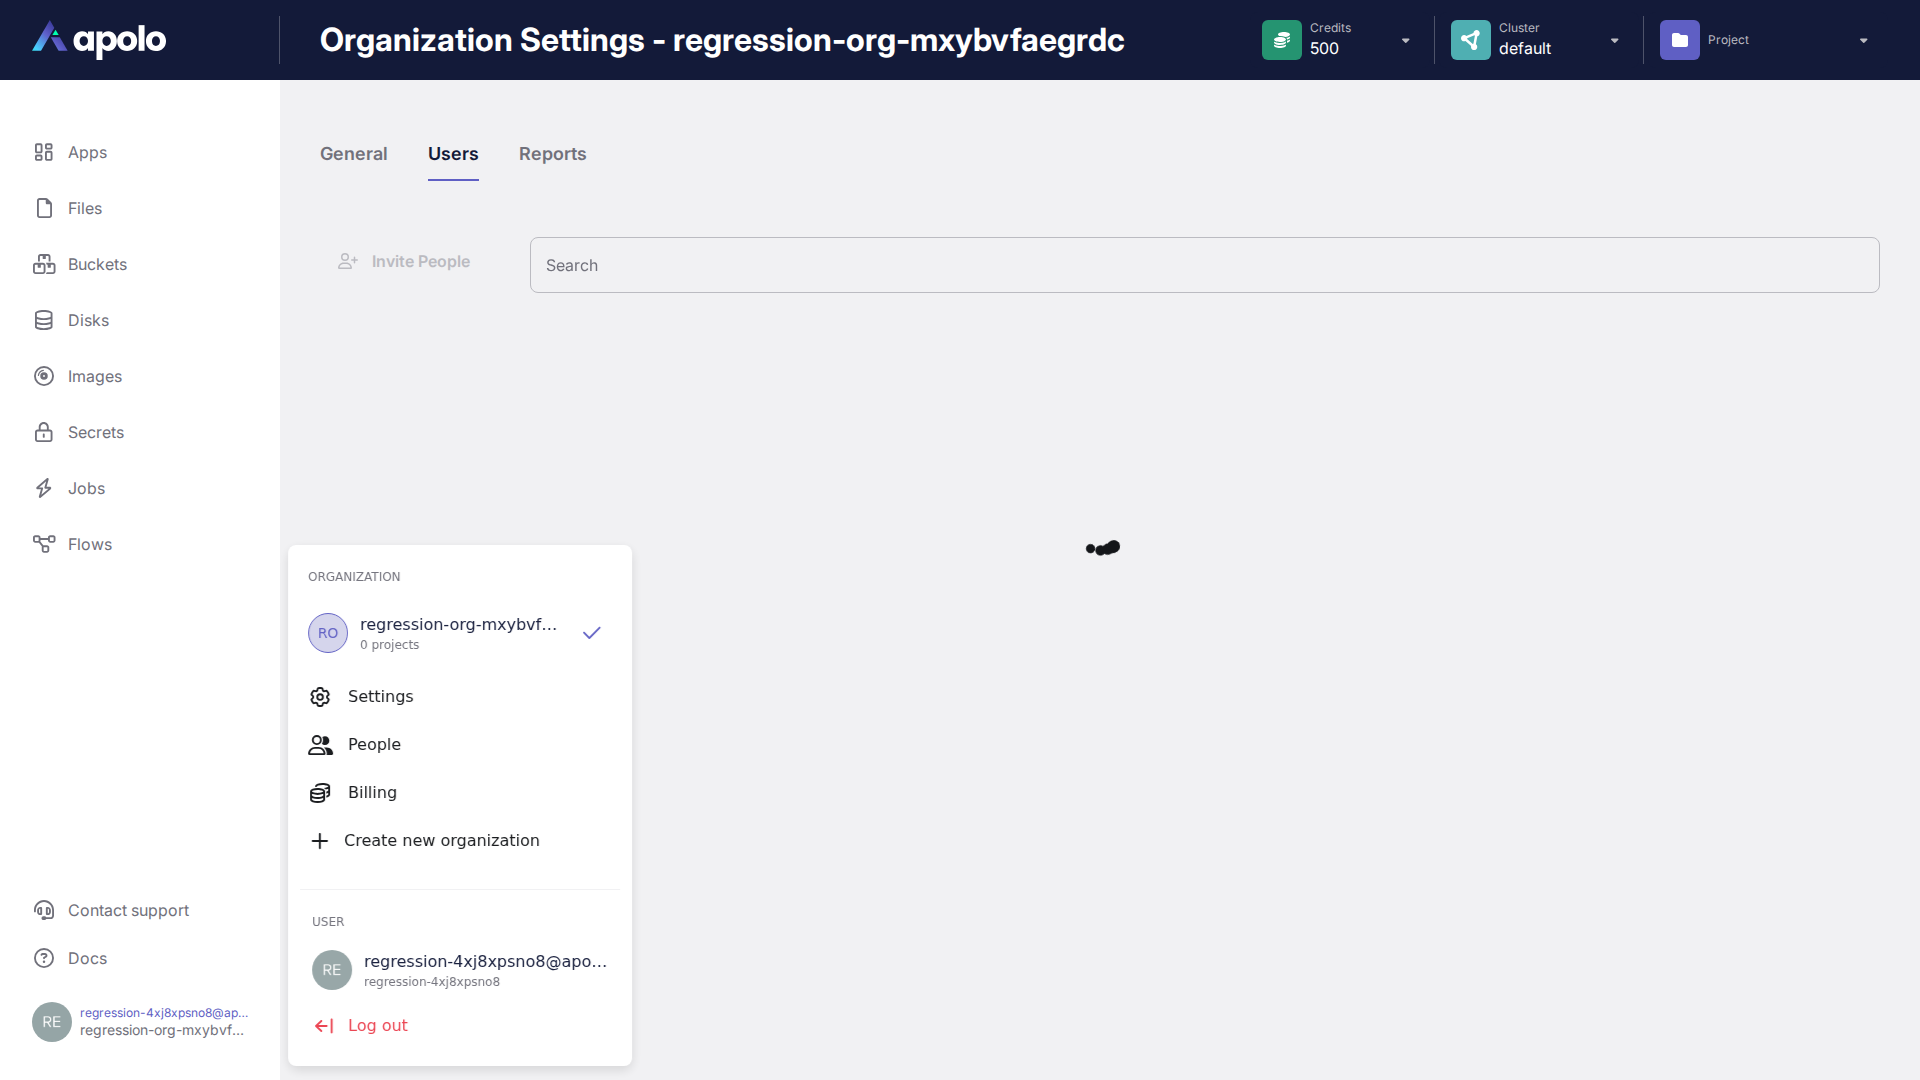 apolo
Organization Settings - regression-org-mxybvfaegrdc
Credits
500
Cluster
default
Project
Apps
Files
Buckets
Disks
Images
Secrets
Jobs
Flows
General
Users
Reports
Invite People
Search
ORGANIZATION
RO
regression-org-mxybvf...
0 projects
Settings
People
Billing
Create new organization
USER
RE
regression-4xj8xpsno8@apo...
regression-4xj8xpsno8
Log out
Contact support
Docs
RE
regression-4xj8xpsno8@ap...
regression-org-mxybvf...